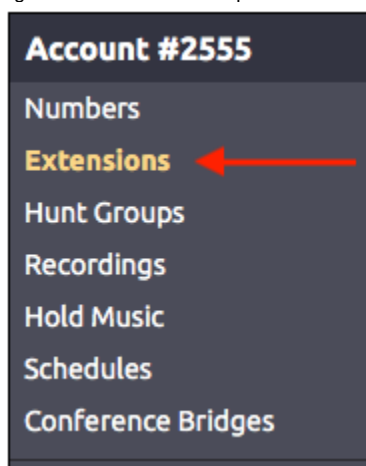 Account #2555
Numbers
Extensions
Hunt Groups
Recordings
Hold Music
Schedules
Conference Bridges